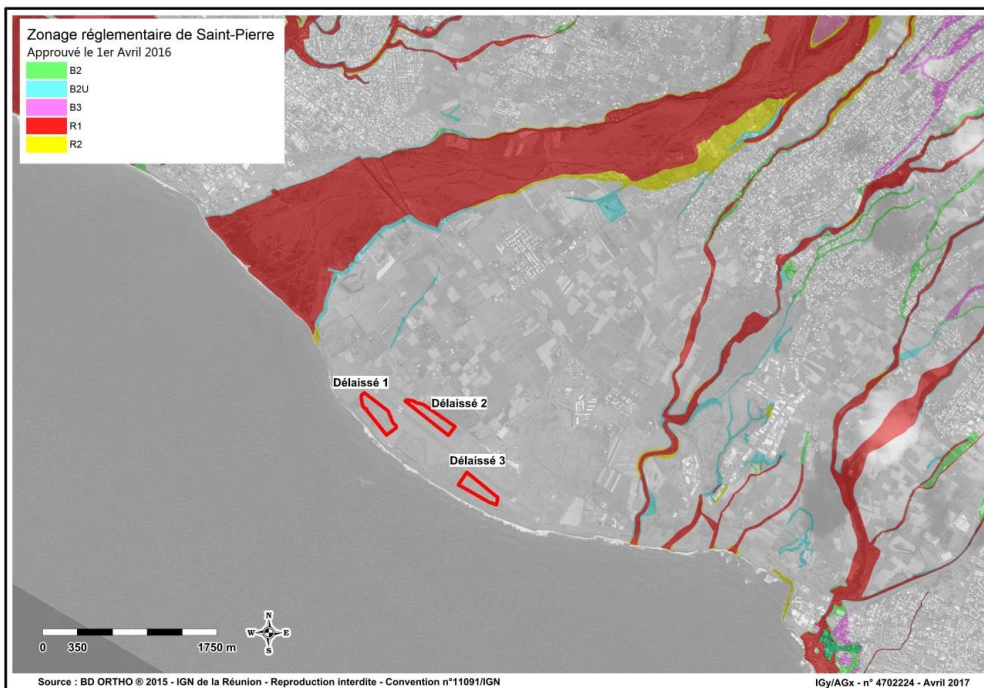 Zonage réglementaire de Saint-Pierre
Approuvé le 1er Avril 2016
B2
B2U
B3
R1
R2
Délaissé 1
Délaissé 2
Délaissé 3
N
W E
S
0 350 1750 m
Source : BD ORTHO ® 2015 - IGN de la Réunion - Reproduction interdite - Convention n°11091/IGN
IGy/AGx - n° 4702224 - Avril 2017